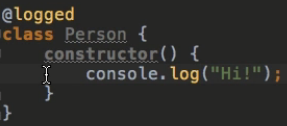 @logged
class Person {
    constructor() {
        console.log("Hi!");
    }
}